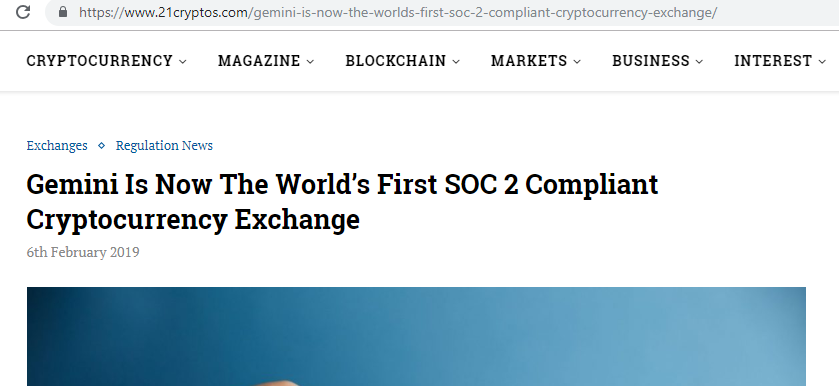 https://www.21cryptos.com/gemini-is-now-the-worlds-first-soc-2-compliant-cryptocurrency-exchange/
CRYPTOCURRENCY MAGAZINE BLOCKCHAIN MARKETS BUSINESS INTEREST
Exchanges ⋄ Regulation News
Gemini Is Now The World’s First SOC 2 Compliant
Cryptocurrency Exchange
6th February 2019